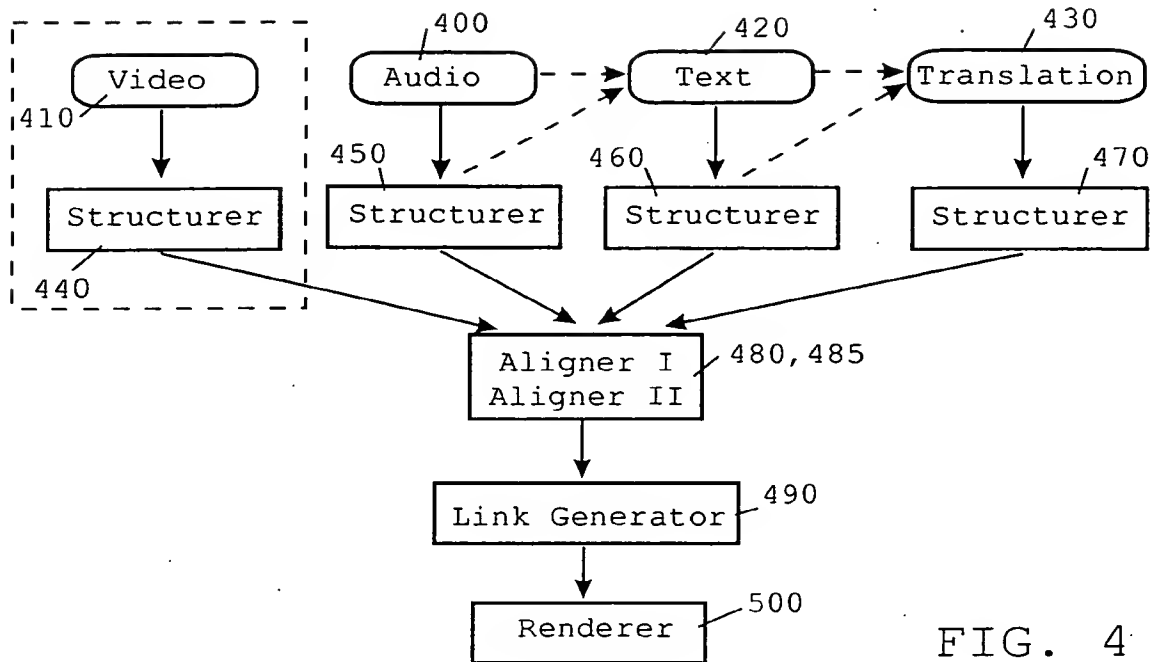 400
420
430
Video
Audio
Text
Translation
410
450
460
470
Structurer
Structurer
Structurer
Structurer
440
Aligner I
Aligner II
480,485
Link Generator
490
Renderer
500
FIG. 4